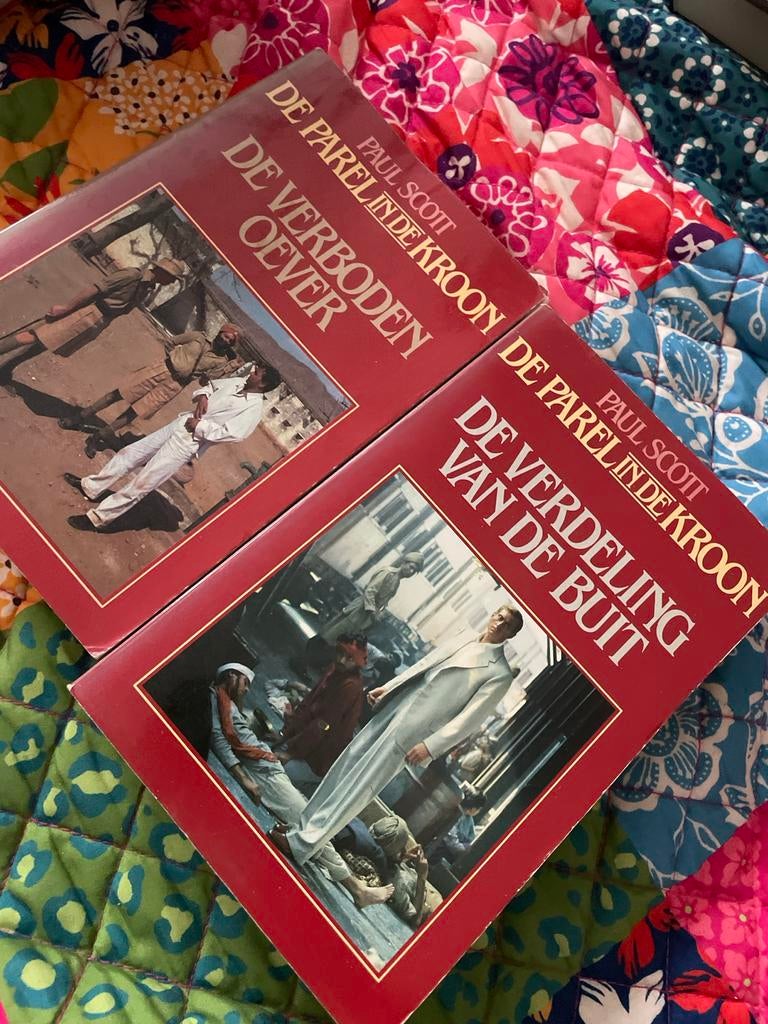 PAUL SCOTT
DE PAREL IN DE KROON
DE VERBODEN
OEVER
PAUL SCOTT
DE PAREL IN DE KROON
DE VERDELING
VAN DE BUIT